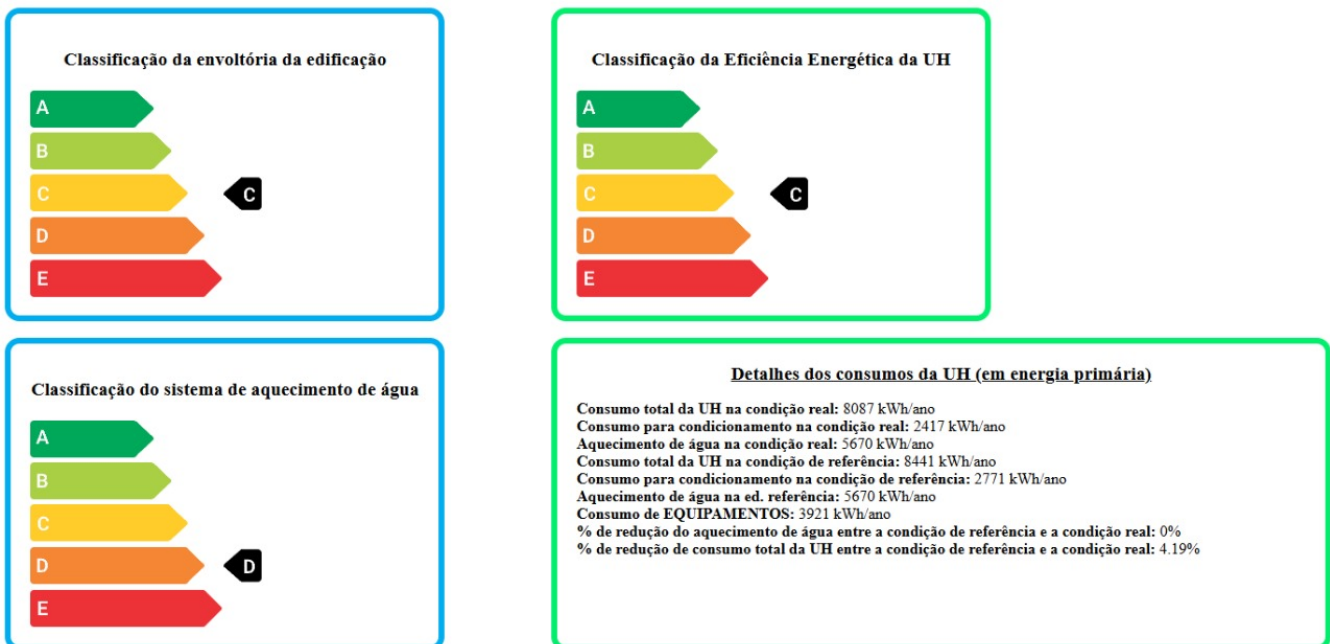 Classificação da envoltória da edificação
A
B
C
C
D
E
Classificação da Eficiência Energética da UH
A
B
C
C
D
E
Classificação do sistema de aquecimento de água
A
B
C
D
D
E
Detalhes dos consumos da UH (em energia primária)
Consumo total da UH na condição real: 8087 kWh/ano
Consumo para condicionamento na condição real: 2417 kWh/ano
Aquecimento de água na condição real: 5670 kWh/ano
Consumo total da UH na condição de referência: 8441 kWh/ano
Consumo para condicionamento na condição de referência: 2771 kWh/ano
Aquecimento de água na ed. referência: 5670 kWh/ano
Consumo de EQUIPAMENTOS: 3921 kWh/ano
% de redução do aquecimento de água entre a condição de referência e a condição real: 0%
% de redução de consumo total da UH entre a condição de referência e a condição real: 4.19%